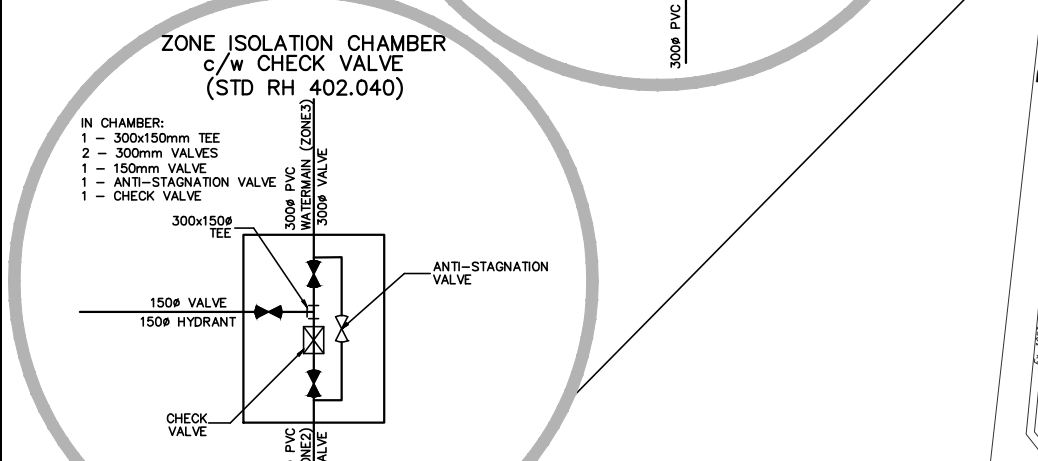 ZONE ISOLATION CHAMBER
c/w CHECK VALVE
(STD RH 402.040)
IN CHAMBER:
1 – 300x150mm TEE
2 – 300mm VALVES
1 – 150mm VALVE
1 – ANTI–STAGNATION VALVE
1 – CHECK VALVE
300ø PVC
WATERMAIN (ZONE3)
300ø VALVE
300x150ø
TEE
ANTI–STAGNATION
VALVE
150ø VALVE
150ø HYDRANT
CHECK
VALVE
PVC
300ø PVC